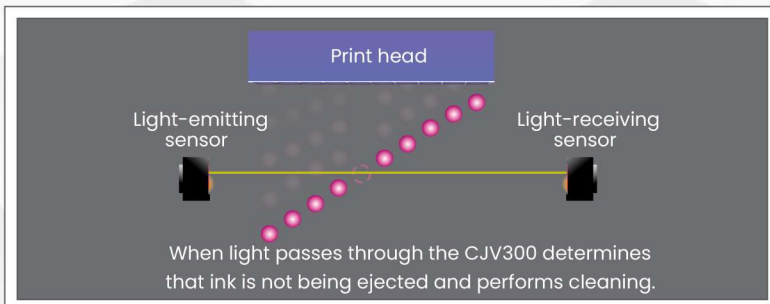 Print head
Light-emitting
sensor
Light-receiving
sensor
When light passes through the CJV300 determines
that ink is not being ejected and performs cleaning.